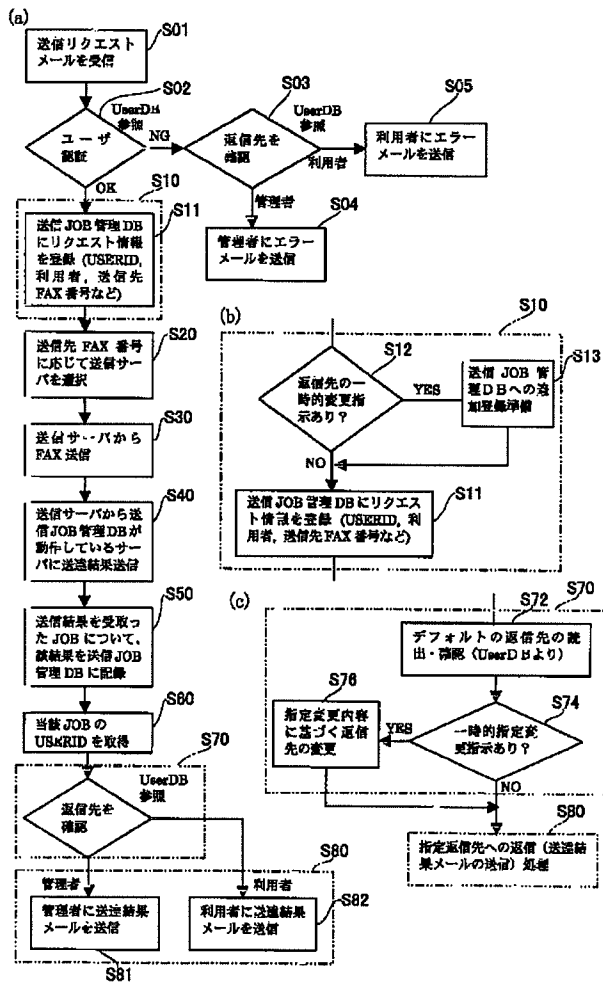 (a)
S01
送信リクエスト
メールを受信
S02
UserDB
参照
ユーザ
認証
NG
OK
S03
UserDB
参照
返信先を
確認
利用者
管理者
S05
利用者にエラー
メールを送信
S04
管理者にエラー
メールを送信
S10
S11
送信JOB管理DB
にリクエスト情報
を登録 (USERID,
利用者, 送信先
FAX番号など)
S20
送信先 FAX 番号
に応じて送信サー
バを選択
S30
送信サーバから
FAX送信
S40
送信サーバから送
信JOB管理DBが
動作しているサー
バに送達結果送信
S50
送信結果を受取っ
たJOBについて、
該結果を送信JOB
管理DBに記録
S60
当該JOBの
USERIDを取得
S70
UserDB
参照
返信先を
確認
管理者
利用者
S80
管理者に送達結果
メールを送信
S81
利用者に送達結果
メールを送信
S82
(b)
S10
S12
返信先の一
時的変更指
示あり?
YES
NO
S13
送信 JOB 管
理DBへの追
加登録準備
S11
送信JOB管理DBにリクエ
スト情報を登録 (USERID, 利
用者, 送信先FAX番号など)
(c)
S70
S72
デフォルトの返信先の読
出・確認 (UserDBより)
S74
一時的指定変
更指示あり?
YES
NO
S76
指定変更内容
に基づく返信
先の変更
S80
指定返信先への返信 (送達結
果メールの送信) 処理